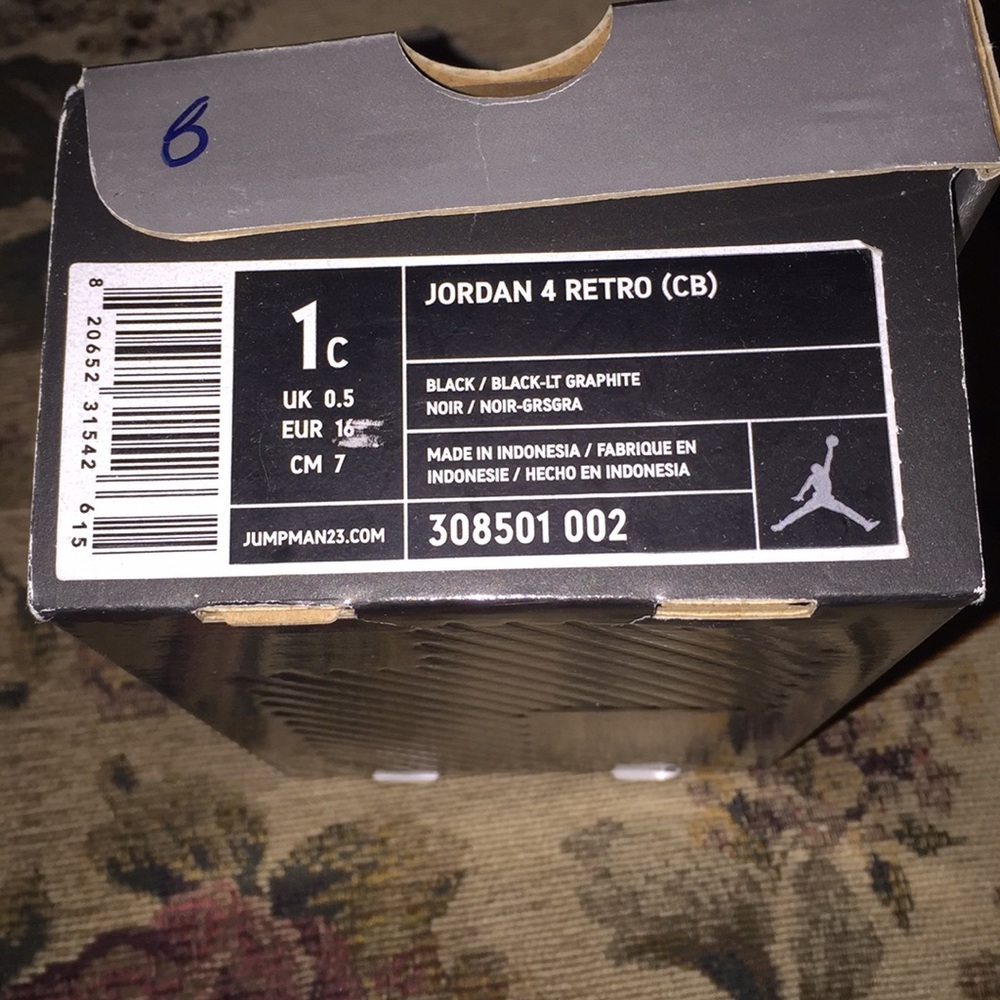 6
8 20652 31542 6 15
1C
UK 0.5
EUR 16
CM 7
JUMPMAN23.COM
JORDAN 4 RETRO (CB)
BLACK / BLACK-LT GRAPHITE
NOIR / NOIR-GRSGRA
MADE IN INDONESIA / FABRIQUE EN
INDONESIE / HECHO EN INDONESIA
308501 002